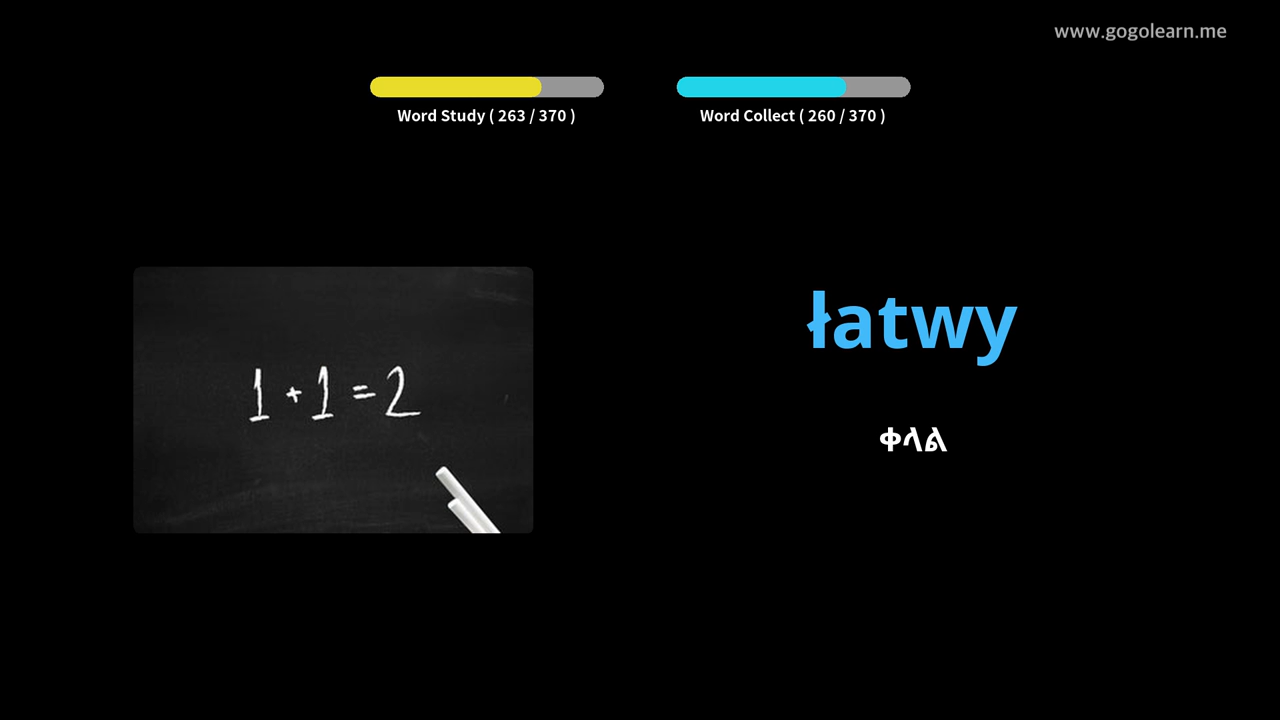 www.gogolearn.me
Word Study ( 263 / 370 )
Word Collect ( 260 / 370 )
1 + 1 = 2
łatwy
ቀላል